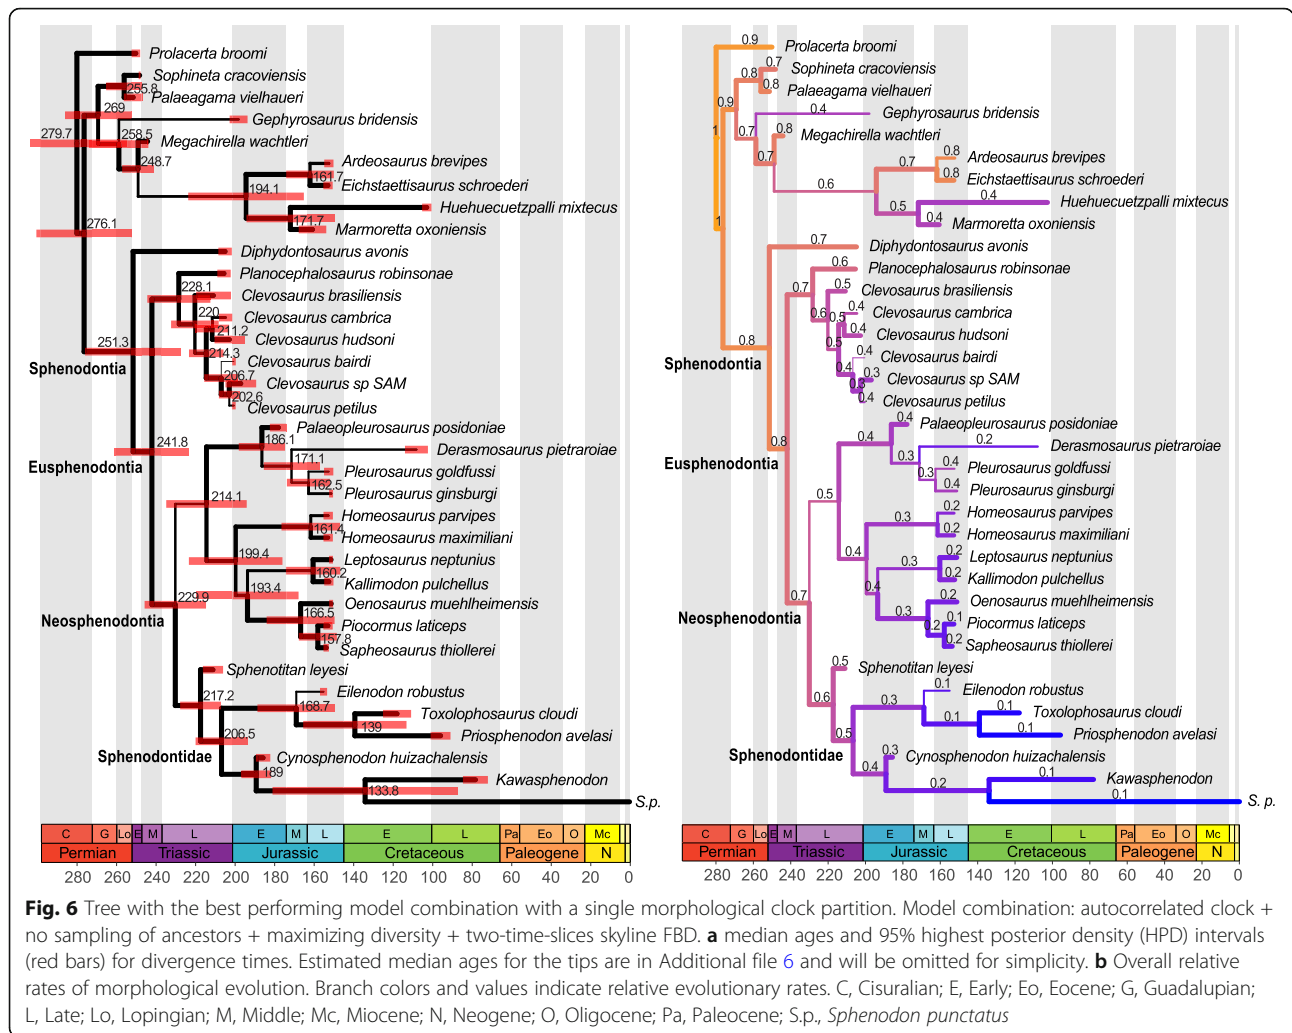 Prolacerta broomi
Sophineta cracoviensis
255.8
Palaeagama vielhaueri
269
Gephyrosaurus bridensis
279.7
258.5
Megachirella wachtleri
248.7
Ardeosaurus brevipes
161.7
Eichstaettisaurus schroederi
194.1
Huehuecuetzpalli mixtecus
171.7
Marmoretta oxoniensis
276.1
Diphydontosaurus avonis
Planocephalosaurus robinsonae
228.1
Clevosaurus brasiliensis
220
Clevosaurus cambrica
211.2
Clevosaurus hudsoni
251.3
214.3
Clevosaurus bairdi
Sphenodontia
206.7
Clevosaurus sp SAM
202.6
Clevosaurus petilus
Palaeopleurosaurus posidoniae
186.1
241.8
Derasmosaurus pietraroiae
171.1
Eusphenodontia
Pleurosaurus goldfussi
162.5
Pleurosaurus ginsburgi
214.1
Homeosaurus parvipes
161.4
Homeosaurus maximiliani
199.4
Leptosaurus neptunius
160.2
Kallimodon pulchellus
193.4
229.9
Oenosaurus muehlheimensis
166.5
Neosphenodontia
Piocormus laticeps
157.8
Sapheosaurus thiollerei
Sphenotitan leyesi
217.2
Eilenodon robustus
168.7
Toxolophosaurus cloudi
139
Priosphenodon avelasi
206.5
Sphenodontidae
Cynosphenodon huizachalensis
189
Kawasphenodon
133.8
S.p.
C G Lo E M L E M L E L Pa Eo O Mc
Permian Triassic Jurassic Cretaceous Paleogene N
280 260 240 220 200 180 160 140 120 100 80 60 40 20 0
0.9
Prolacerta broomi
0.7
Sophineta cracoviensis
0.8
0.8
Palaeagama vielhaueri
0.9
0.4
Gephyrosaurus bridensis
1
0.7
0.8
Megachirella wachtleri
0.7
0.8
Ardeosaurus brevipes
0.7
0.8
Eichstaettisaurus schroederi
0.6
0.4
Huehuecuetzpalli mixtecus
0.5
0.4
Marmoretta oxoniensis
1
0.7
Diphydontosaurus avonis
0.6
Planocephalosaurus robinsonae
0.7
0.5
Clevosaurus brasiliensis
0.6
0.4
Clevosaurus cambrica
0.5
0.4
Clevosaurus hudsoni
0.5
0.8
0.4
Clevosaurus bairdi
Sphenodontia
0.4
0.3
Clevosaurus sp SAM
0.3
0.4
Clevosaurus petilus
0.4
Palaeopleurosaurus posidoniae
0.4
0.8
0.2
Derasmosaurus pietraroiae
0.3
Eusphenodontia
0.4
Pleurosaurus goldfussi
0.3
0.4
Pleurosaurus ginsburgi
0.5
0.2
Homeosaurus parvipes
0.3
0.2
Homeosaurus maximiliani
0.4
0.2
Leptosaurus neptunius
0.3
0.2
Kallimodon pulchellus
0.4
0.7
0.2
Oenosaurus muehlheimensis
0.3
Neosphenodontia
0.1
Piocormus laticeps
0.2
0.2
Sapheosaurus thiollerei
0.5
Sphenotitan leyesi
0.6
0.1
Eilenodon robustus
0.3
0.1
Toxolophosaurus cloudi
0.1
0.1
Priosphenodon avelasi
0.5
Sphenodontidae
0.3
Cynosphenodon huizachalensis
0.4
0.1
Kawasphenodon
0.2
0.1
S. p.
C G Lo E M L E M L E L Pa Eo O Mc
Permian Triassic Jurassic Cretaceous Paleogene N
280 260 240 220 200 180 160 140 120 100 80 60 40 20 0
Fig. 6 Tree with the best performing model combination with a single morphological clock partition. Model combination: autocorrelated clock +
no sampling of ancestors + maximizing diversity + two-time-slices skyline FBD. a median ages and 95% highest posterior density (HPD) intervals
(red bars) for divergence times. Estimated median ages for the tips are in Additional file 6 and will be omitted for simplicity. b Overall relative
rates of morphological evolution. Branch colors and values indicate relative evolutionary rates. C, Cisuralian; E, Early; Eo, Eocene; G, Guadalupian;
L, Late; Lo, Lopingian; M, Middle; Mc, Miocene; N, Neogene; O, Oligocene; Pa, Paleocene; S.p., Sphenodon punctatus